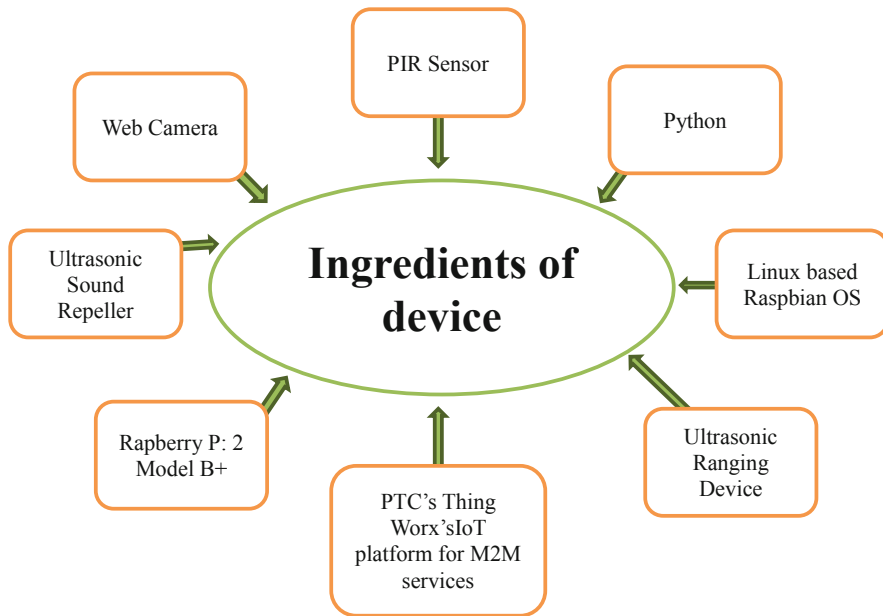 PIR Sensor
Web Camera
Python
Ultrasonic
Sound
Repeller
Ingredients of
device
Linux based
Raspbian OS
Rapberry P: 2
Model B+
PTC’s Thing
Worx’sIoT
platform for M2M
services
Ultrasonic
Ranging
Device